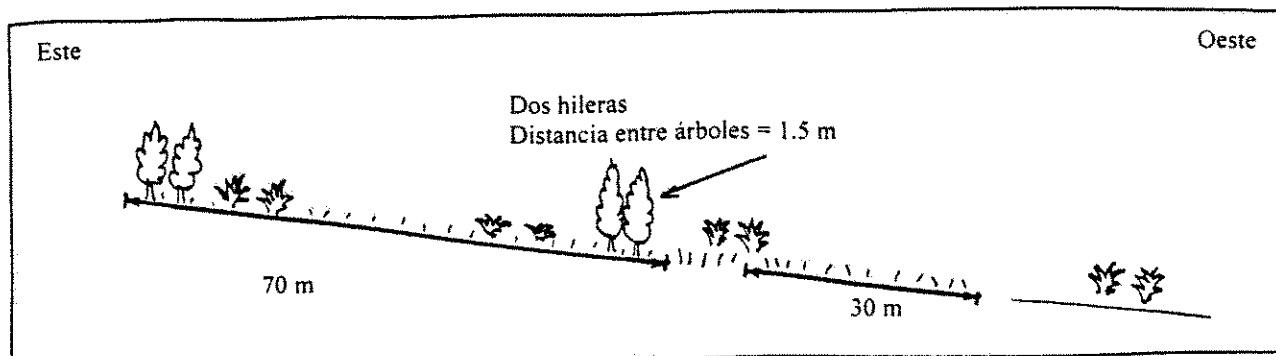 Este
Oeste
Dos hileras
Distancia entre árboles = 1.5 m
70 m
30 m